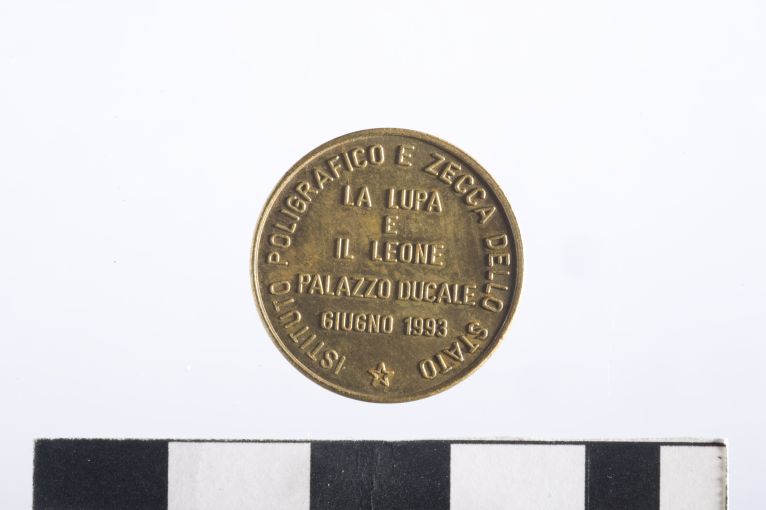 ISTITUTO POLIGRAFICO E ZECCA DELLO STATO
LA LUPA
E
IL LEONE
PALAZZO DUCALE
GIUGNO 1993